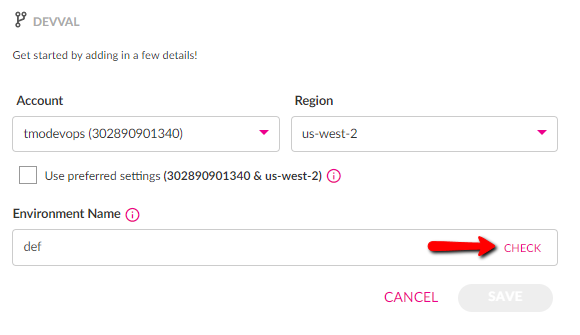 DEVVAL
Get started by adding in a few details!
Account
Region
tmodevops (302890901340)
us-west-2
Use preferred settings (302890901340 & us-west-2)
Environment Name
def
CHECK
CANCEL
SAVE